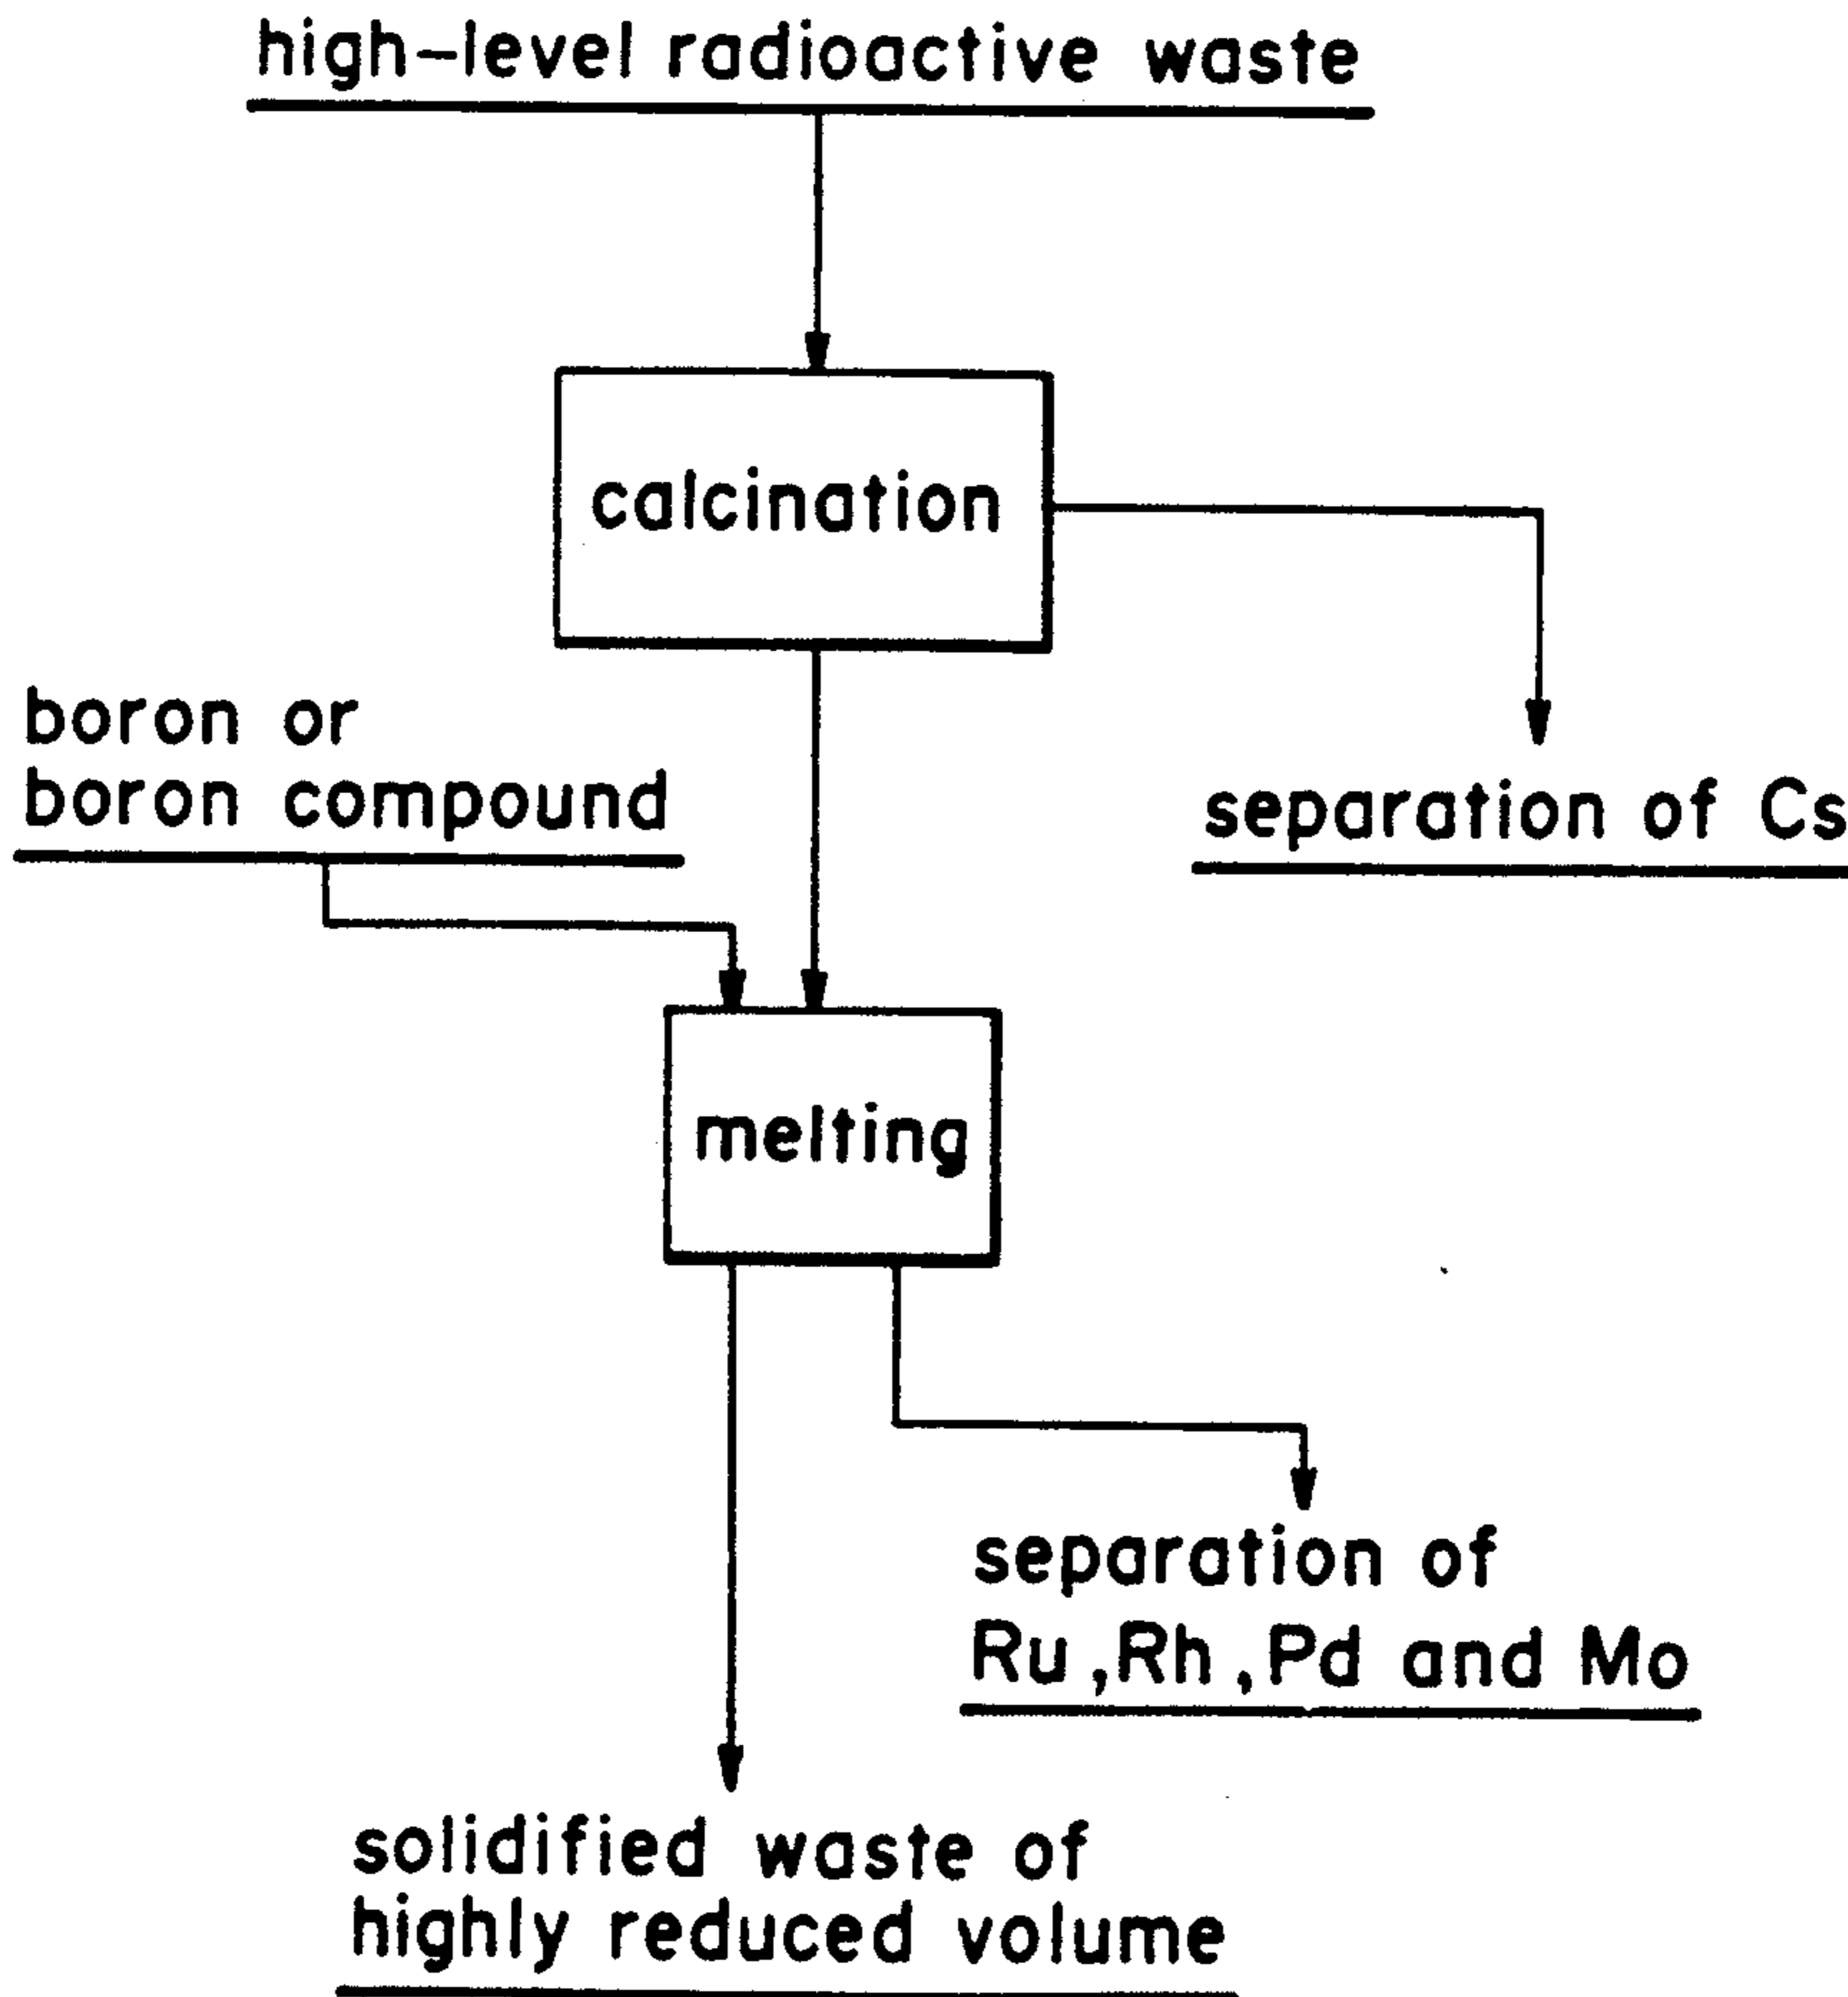 high-level radioactive waste
calcination
boron or
boron compound
separation of Cs
melting
separation of
Ru, Rh, Pd and Mo
solidified waste of
highly reduced volume